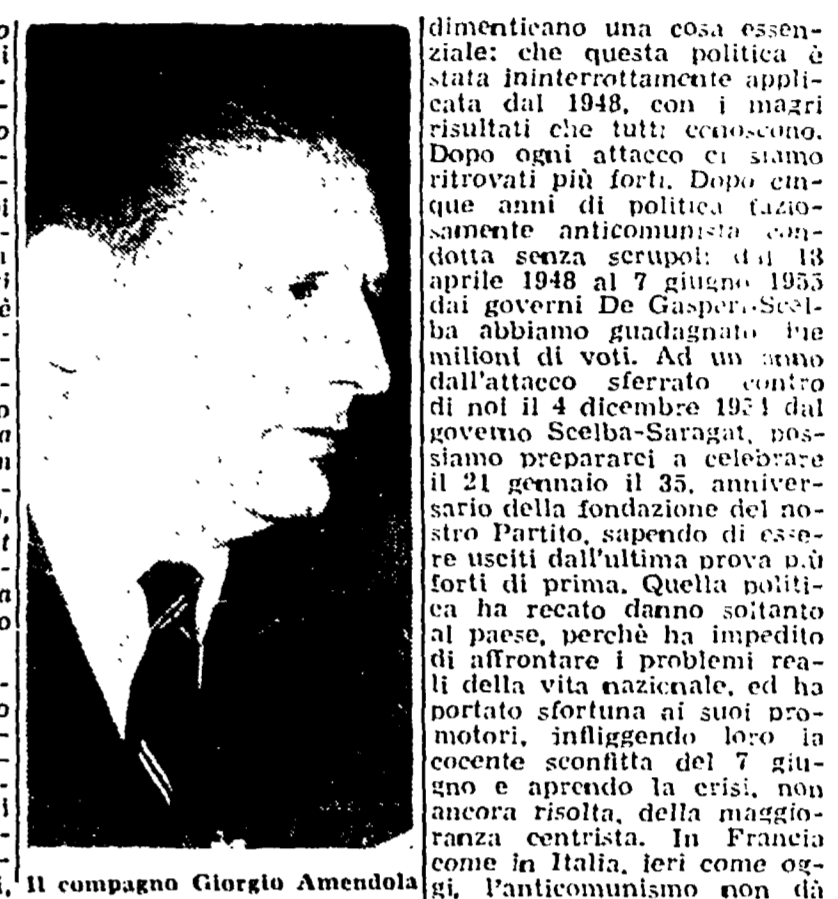 Il compagno Giorgio Amendola
dimenticano una cosa essen-
ziale: che questa politica è
stata ininterrottamente appli-
cata dal 1948, con i magri
risultati che tutti conoscono.
Dopo ogni attacco ci siamo
ritrovati più forti. Dopo cin-
que anni di politica fazio-
samente anticomunista con-
dotta senza scrupoli dal 18
aprile 1948 al 7 giugno 1953
dai governi De Gasperi-Scel-
ba abbiamo guadagnato due
milioni di voti. Ad un anno
dall'attacco sferrato contro
di noi il 4 dicembre 1954 dal
governo Scelba-Saragat, pos-
siamo prepararci a celebrare
il 21 gennaio il 35. anniver-
sario della fondazione del no-
stro Partito, sapendo di esse-
re usciti dall'ultima prova più
forti di prima. Quella politi-
ca ha recato danno soltanto
al paese, perchè ha impedito
di affrontare i problemi rea-
li della vita nazionale, ed ha
portato sfortuna ai suoi pro-
motori, infliggendo loro la
cocente sconfitta del 7 giu-
gno e aprendo la crisi, non
ancora risolta, della maggio-
ranza centrista. In Francia
come in Italia, ieri come og-
gi, l'anticomunismo non dà